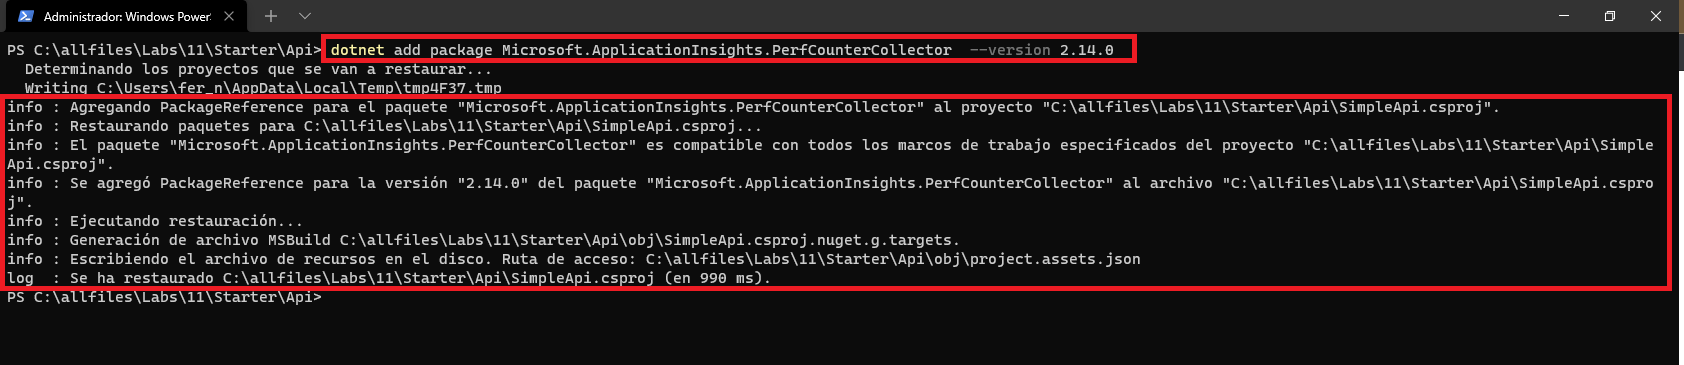 Administrador: Windows PowerS
PS C:\allfiles\Labs\11\Starter\Api> dotnet add package Microsoft.ApplicationInsights.PerfCounterCollector  --version 2.14.0
  Determinando los proyectos que se van a restaurar...
  Writing C:\Users\fer_n\AppData\Local\Temp\tmp4F37.tmp
info : Agregando PackageReference para el paquete "Microsoft.ApplicationInsights.PerfCounterCollector" al proyecto "C:\allfiles\Labs\11\Starter\Api\SimpleApi.csproj".
info : Restaurando paquetes para C:\allfiles\Labs\11\Starter\Api\SimpleApi.csproj...
info : El paquete "Microsoft.ApplicationInsights.PerfCounterCollector" es compatible con todos los marcos de trabajo especificados del proyecto "C:\allfiles\Labs\11\Starter\Api\Simple
Api.csproj".
info : Se agregó PackageReference para la versión "2.14.0" del paquete "Microsoft.ApplicationInsights.PerfCounterCollector" al archivo "C:\allfiles\Labs\11\Starter\Api\SimpleApi.cspro
j".
info : Ejecutando restauración...
info : Generación de archivo MSBuild C:\allfiles\Labs\11\Starter\Api\obj\SimpleApi.csproj.nuget.g.targets.
info : Escribiendo el archivo de recursos en el disco. Ruta de acceso: C:\allfiles\Labs\11\Starter\Api\obj\project.assets.json
log  : Se ha restaurado C:\allfiles\Labs\11\Starter\Api\SimpleApi.csproj (en 990 ms).
PS C:\allfiles\Labs\11\Starter\Api>